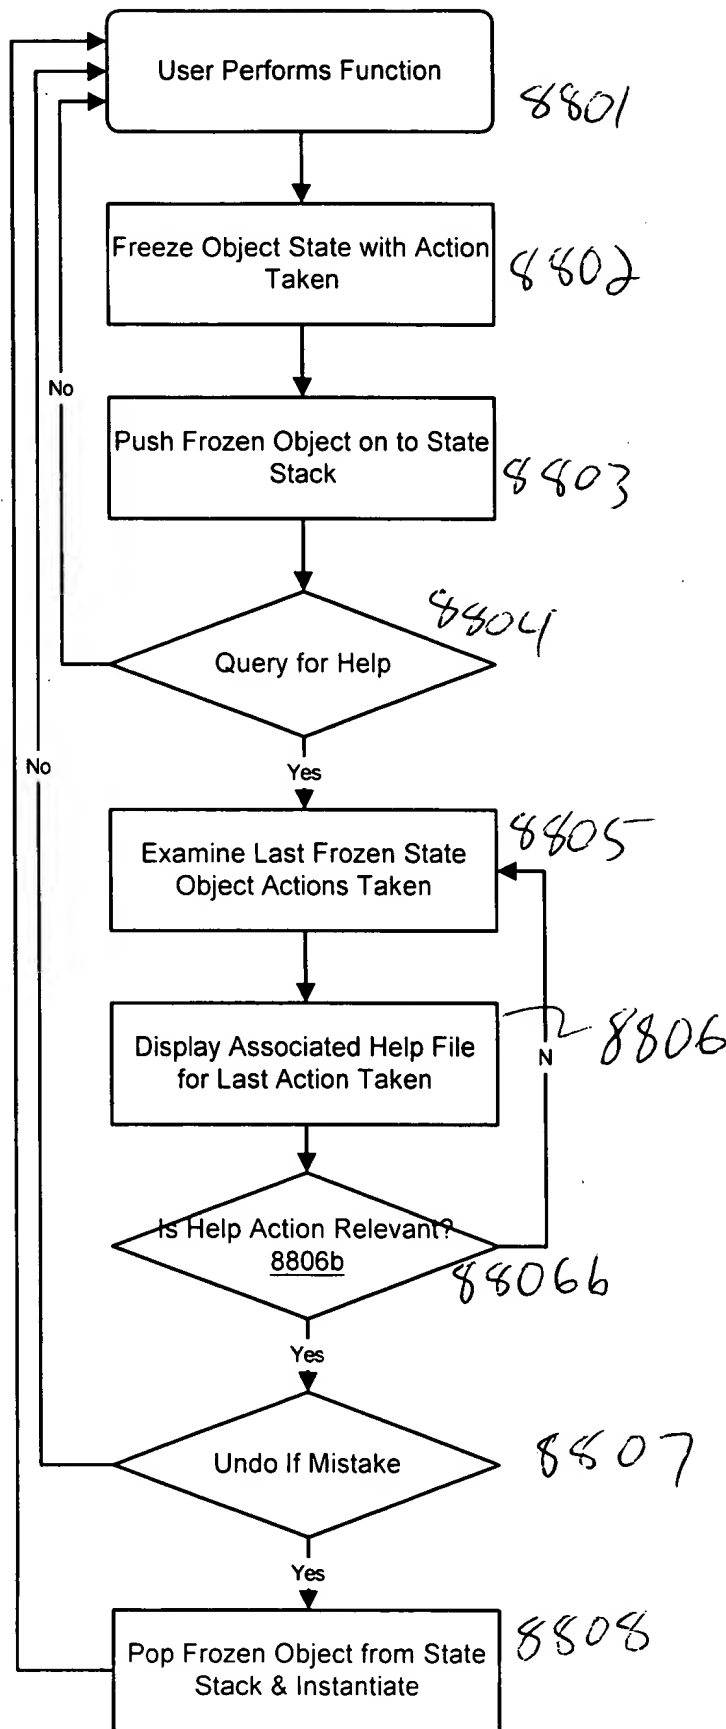 User Performs Function
8801
Freeze Object State with Action
Taken
8802
No
Push Frozen Object on to State
Stack
8803
8804
Query for Help
No
Yes
8805
Examine Last Frozen State
Object Actions Taken
Display Associated Help File
for Last Action Taken
8806
N
Is Help Action Relevant?
8806b
8806b
Yes
Undo If Mistake
8807
Yes
Pop Frozen Object from State
Stack & Instantiate
8808